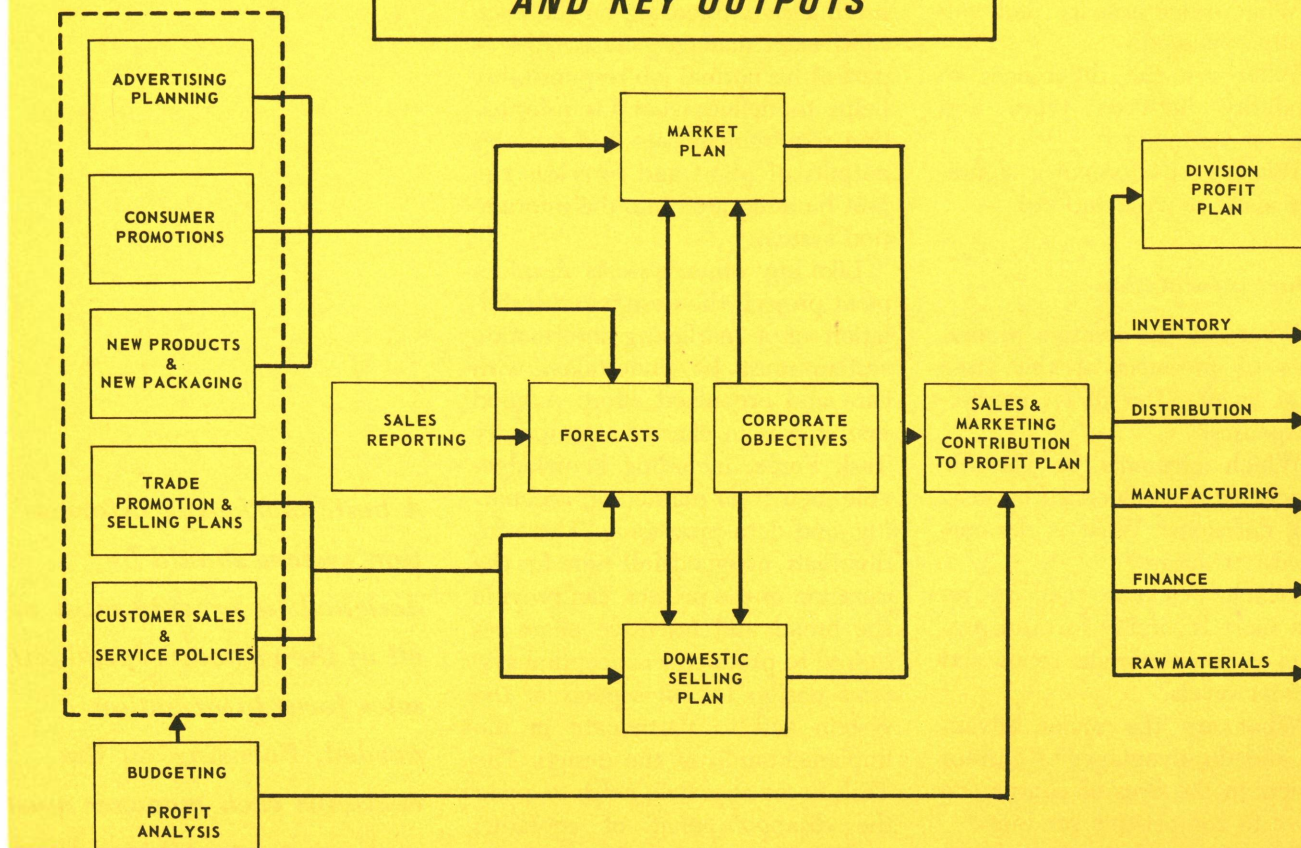 AND KEY OUTPUTS
ADVERTISING
PLANNING
CONSUMER
PROMOTIONS
NEW PRODUCTS
&
NEW PACKAGING
TRADE
PROMOTION &
SELLING PLANS
CUSTOMER SALES
&
SERVICE POLICIES
BUDGETING
PROFIT
ANALYSIS
SALES
REPORTING
FORECASTS
MARKET
PLAN
CORPORATE
OBJECTIVES
DOMESTIC
SELLING
PLAN
SALES &
MARKETING
CONTRIBUTION
TO PROFIT PLAN
DIVISION
PROFIT
PLAN
INVENTORY
DISTRIBUTION
MANUFACTURING
FINANCE
RAW MATERIALS